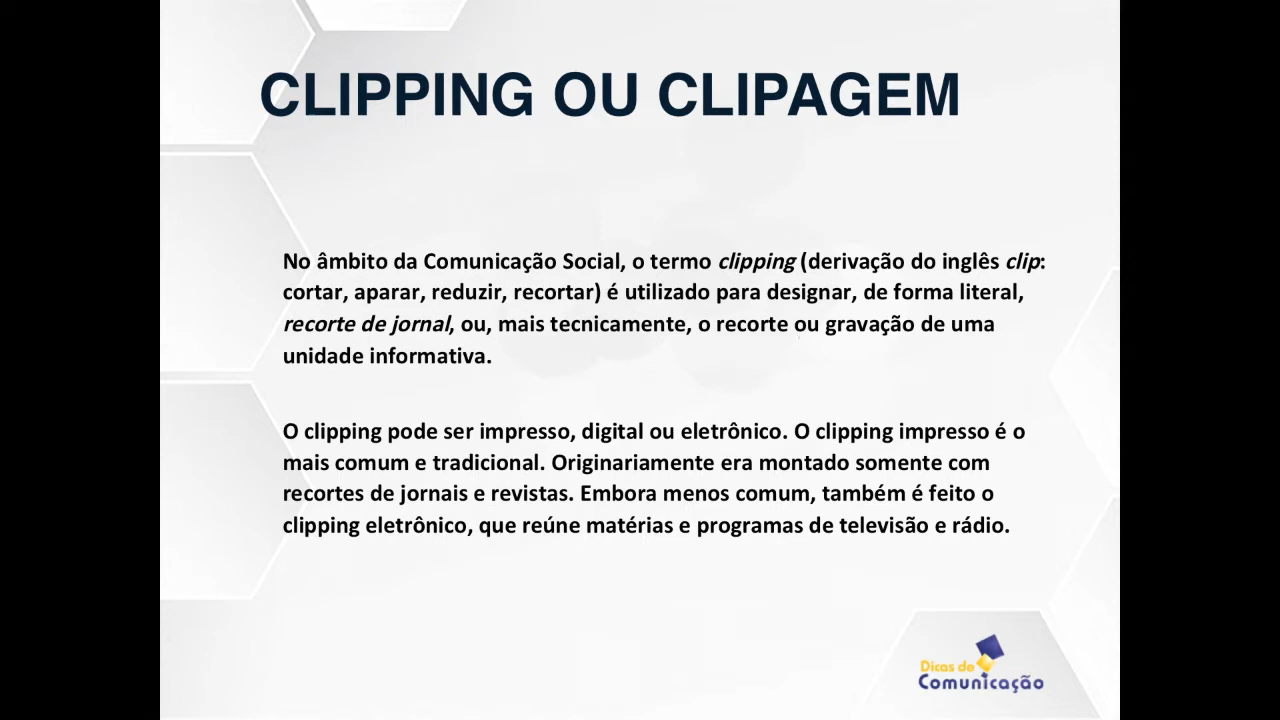 CLIPPING OU CLIPAGEM
No âmbito da Comunicação Social, o termo clipping (derivação do inglês clip:
cortar, aparar, reduzir, recortar) é utilizado para designar, de forma literal,
recorte de jornal, ou, mais tecnicamente, o recorte ou gravação de uma
unidade informativa.
O clipping pode ser impresso, digital ou eletrônico. O clipping impresso é o
mais comum e tradicional. Originariamente era montado somente com
recortes de jornais e revistas. Embora menos comum, também é feito o
clipping eletrônico, que reúne matérias e programas de televisão e rádio.
Dicas de
Comunicação